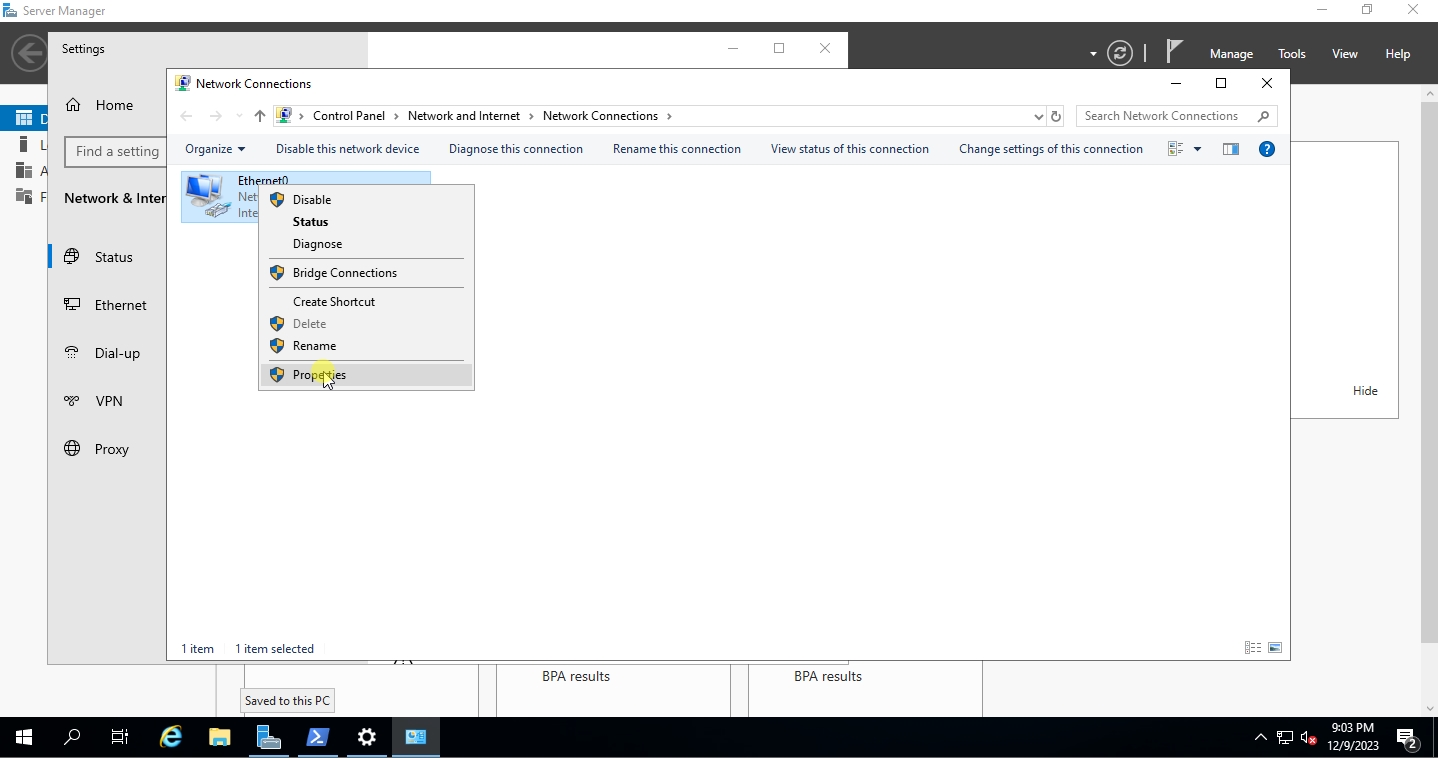 Server Manager
Settings
Manage Tools View Help
Network Connections
Home
Control Panel Network and Internet Network Connections
Search Network Connections
Find a setting
Organize Disable this network device Diagnose this connection Rename this connection View status of this connection Change settings of this connection
Network & Inter
Ethernet0
Net
Inte
Disable
Status
Diagnose
Bridge Connections
Create Shortcut
Delete
Rename
Properties
Status
Ethernet
Dial-up
VPN
Proxy
Hide
1 item 1 item selected
BPA results BPA results
Saved to this PC
9:03 PM
12/9/2023
2